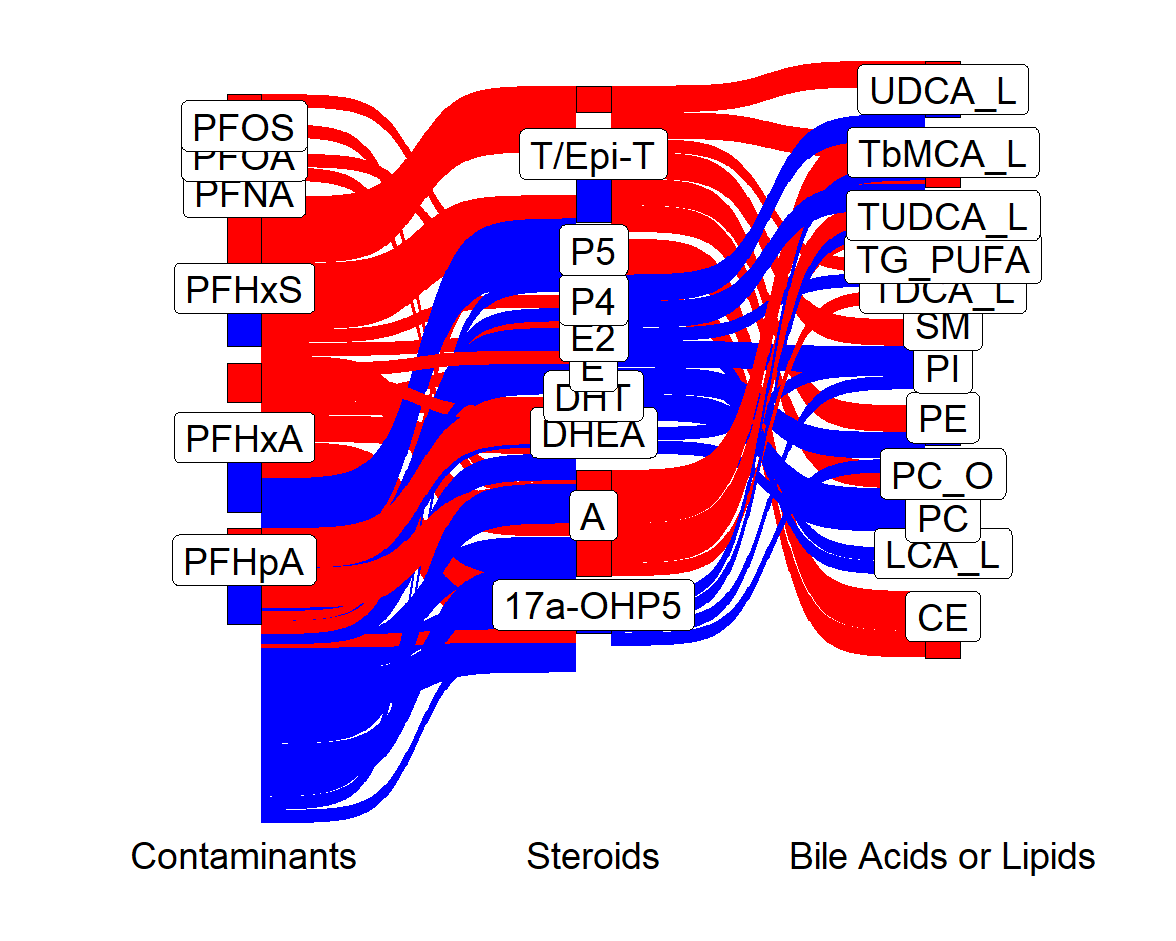 PFOS
PFOA
PFNA
PFHxS
PFHxA
PFHpA
T/Epi-T
P5
P4
E2
E
DHT
DHEA
A
17a-OHP5
UDCA_L
TbMCA_L
TUDCA_L
TG_PUFA
TDCA_L
SM
PI
PE
PC_O
PC
LCA_L
CE
Contaminants
Steroids
Bile Acids or Lipids